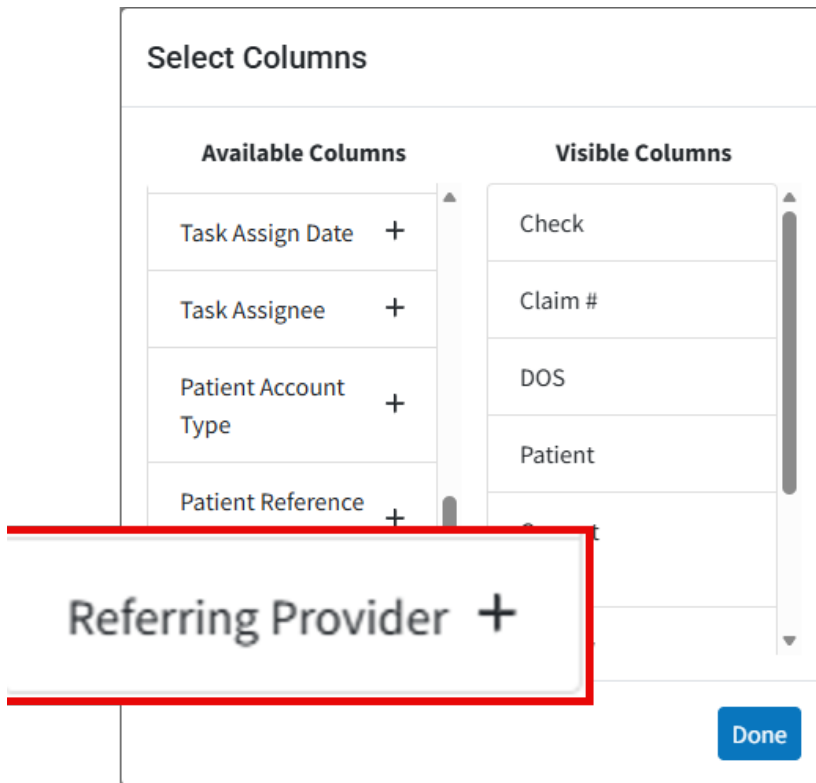 Select Columns
Available Columns
Visible Columns
Task Assign Date +
Task Assignee +
Patient Account
Type +
Patient Reference +
Referring Provider +
Check
Claim #
DOS
Patient
Done